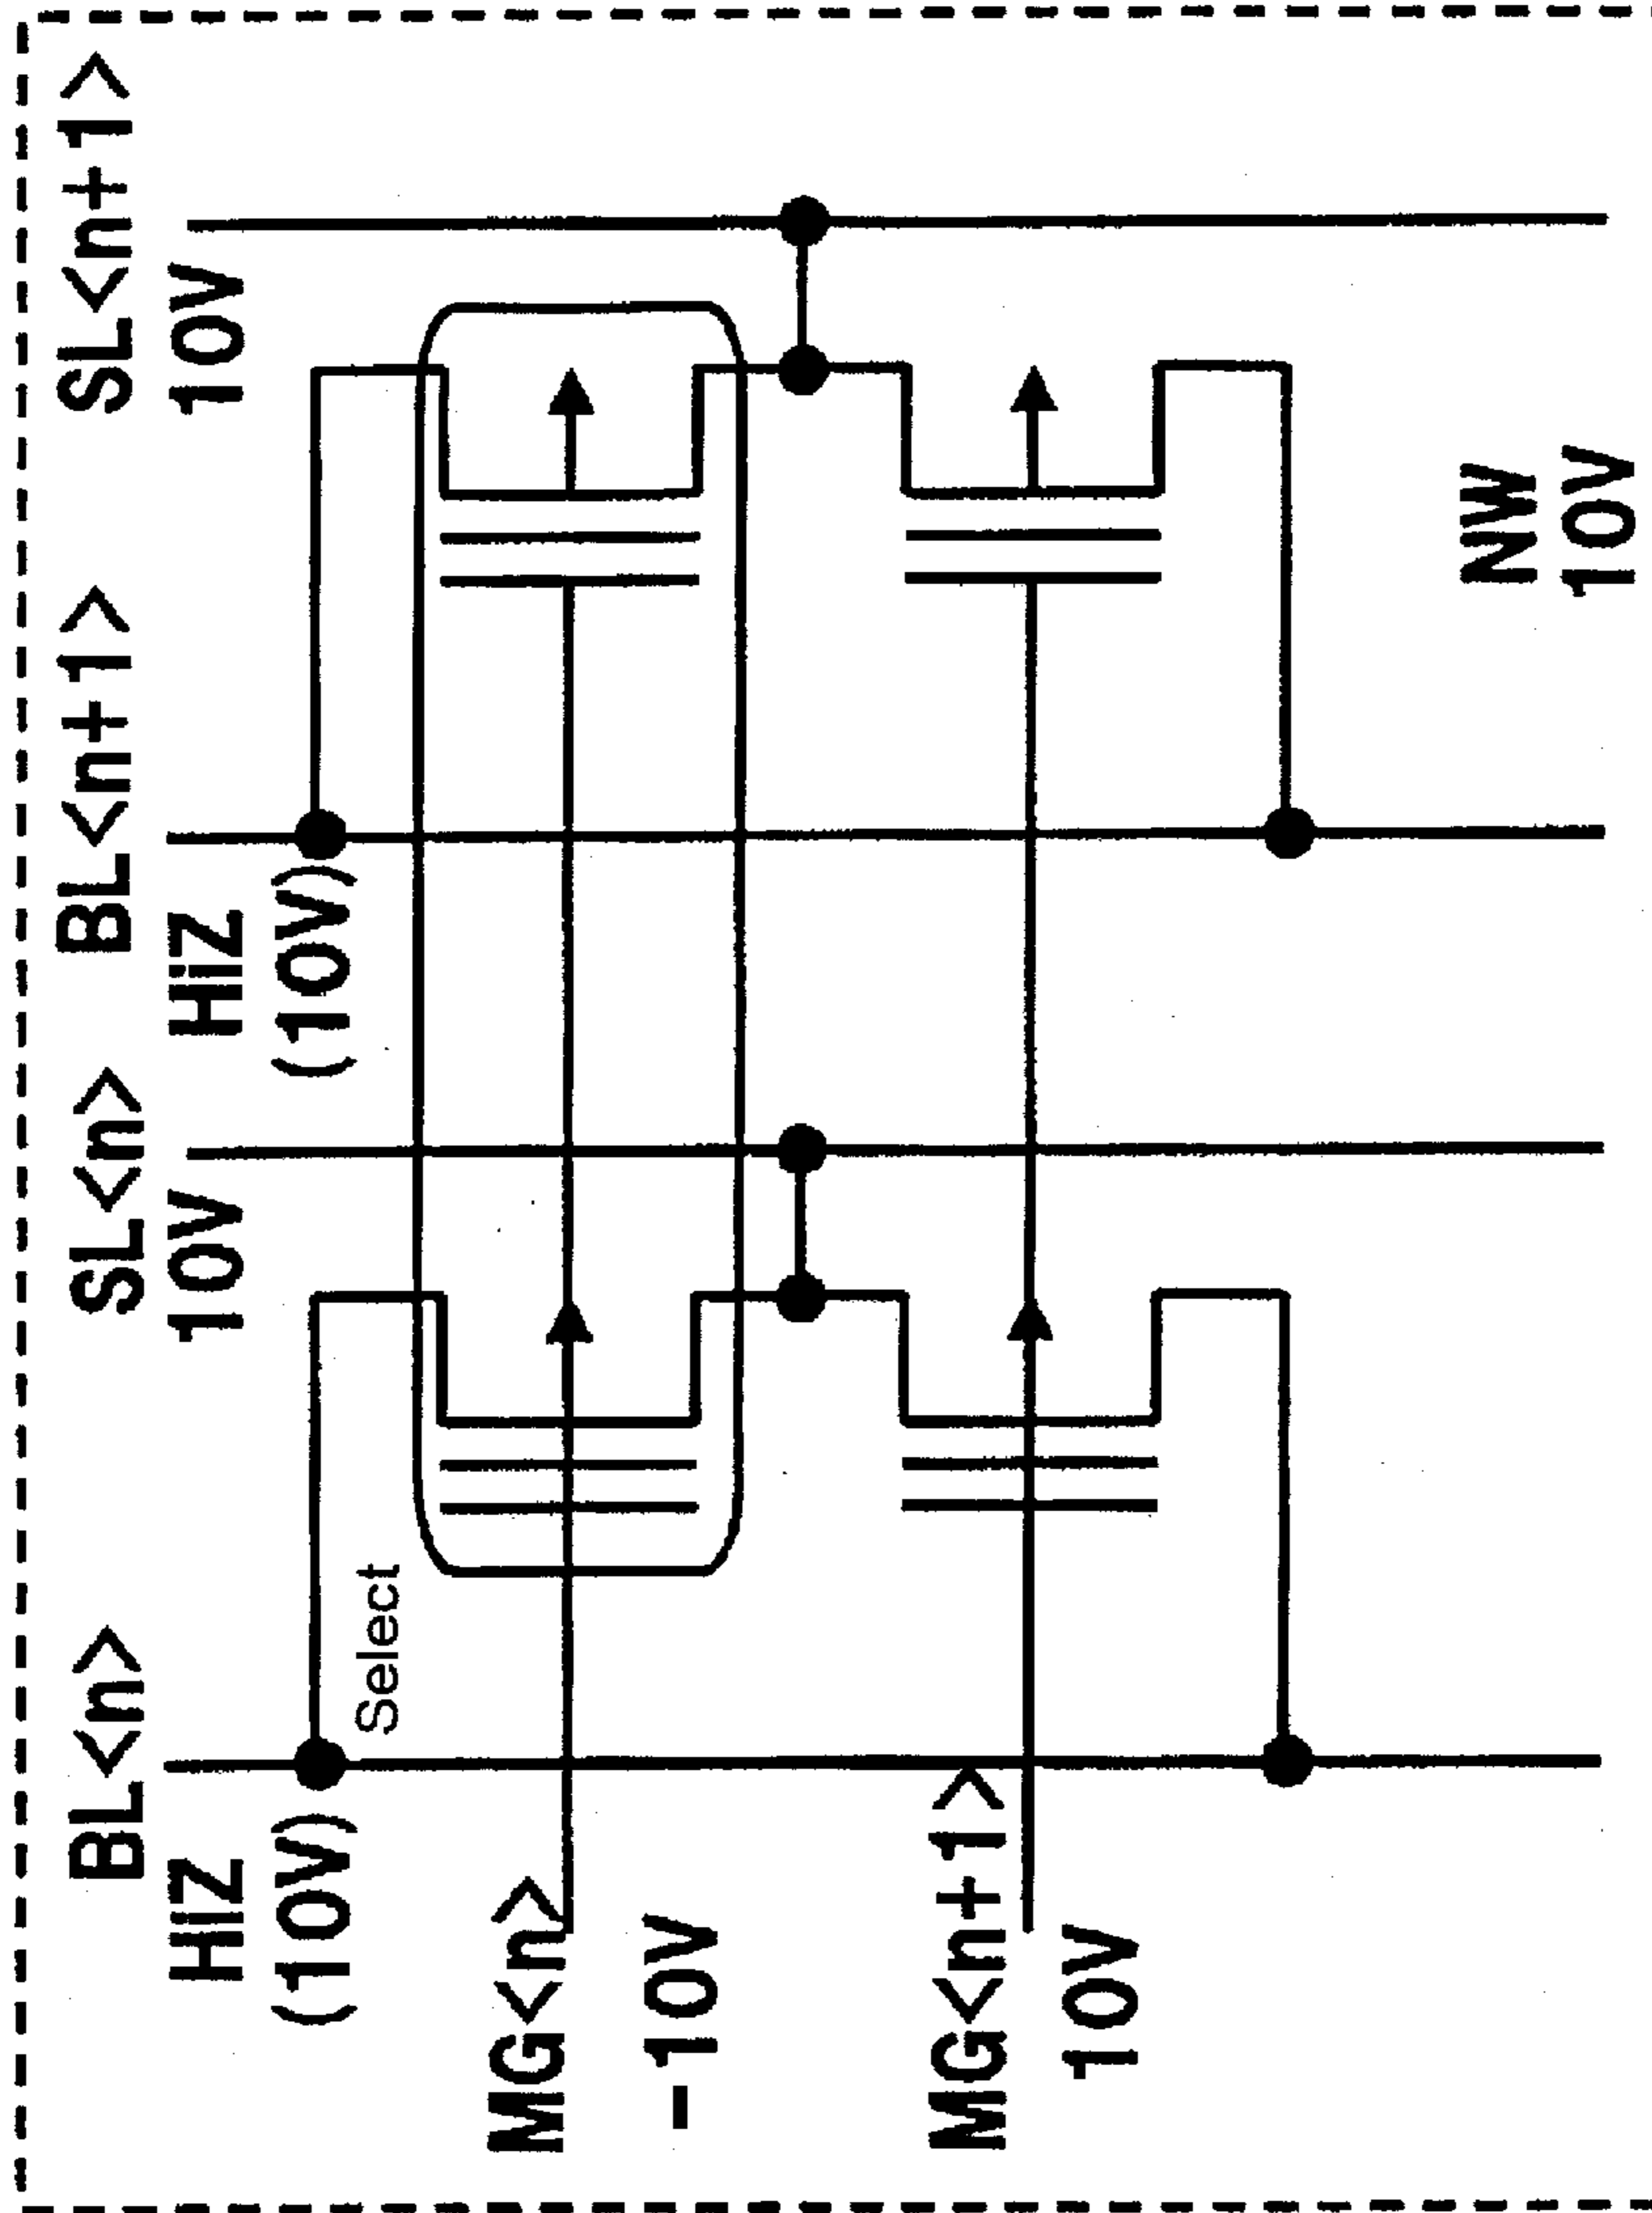 BL<n>
HiZ
(10V)
SL<n>
10V
BL<n+1>
HiZ
(10V)
SL<n+1>
10V
Select
MG<n>
-10V
MG<n+1>
10V
NW
10V